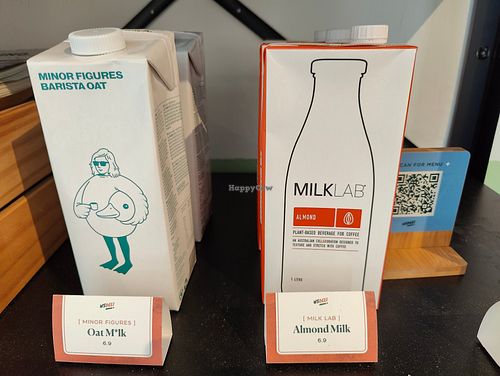 MINOR FIGURES
BARISTA OAT
HappyCow
MILKLAB
ALMOND
PLANT-BASED BEVERAGE FOR COFFEE
AN AUSTRALIAN COLLABORATION DESIGNED TO
TEXTURE AND STRETCH WITH COFFEE
1 LITRE
CAN FOR MENU
[ MINOR FIGURES ]
Oat M*lk
6.9
[ MILK LAB ]
Almond Milk
6.9